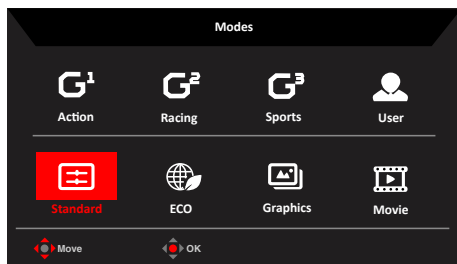 Modes
G1 G2 G3
Action Racing Sports User
Standard ECO Graphics Movie
Move OK